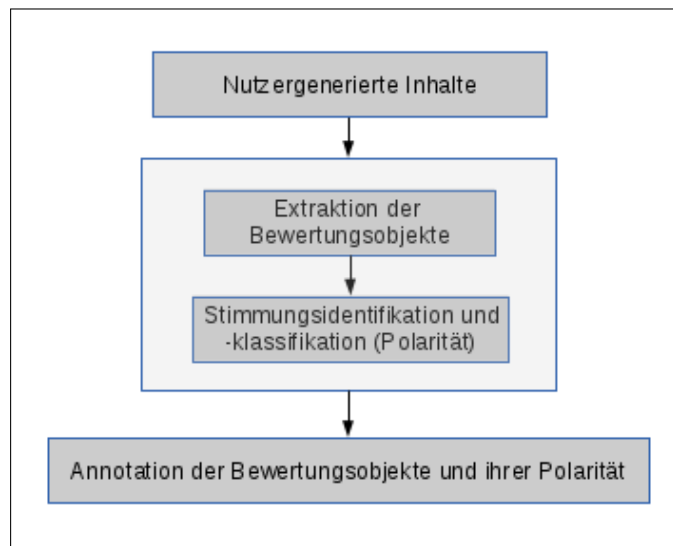 Nutzergenerierte Inhalte
Extraktion der
Bewertungsobjekte
Stimmungsidentifikation und
-klassifikation (Polarität)
Annotation der Bewertungsobjekte und ihrer Polarität